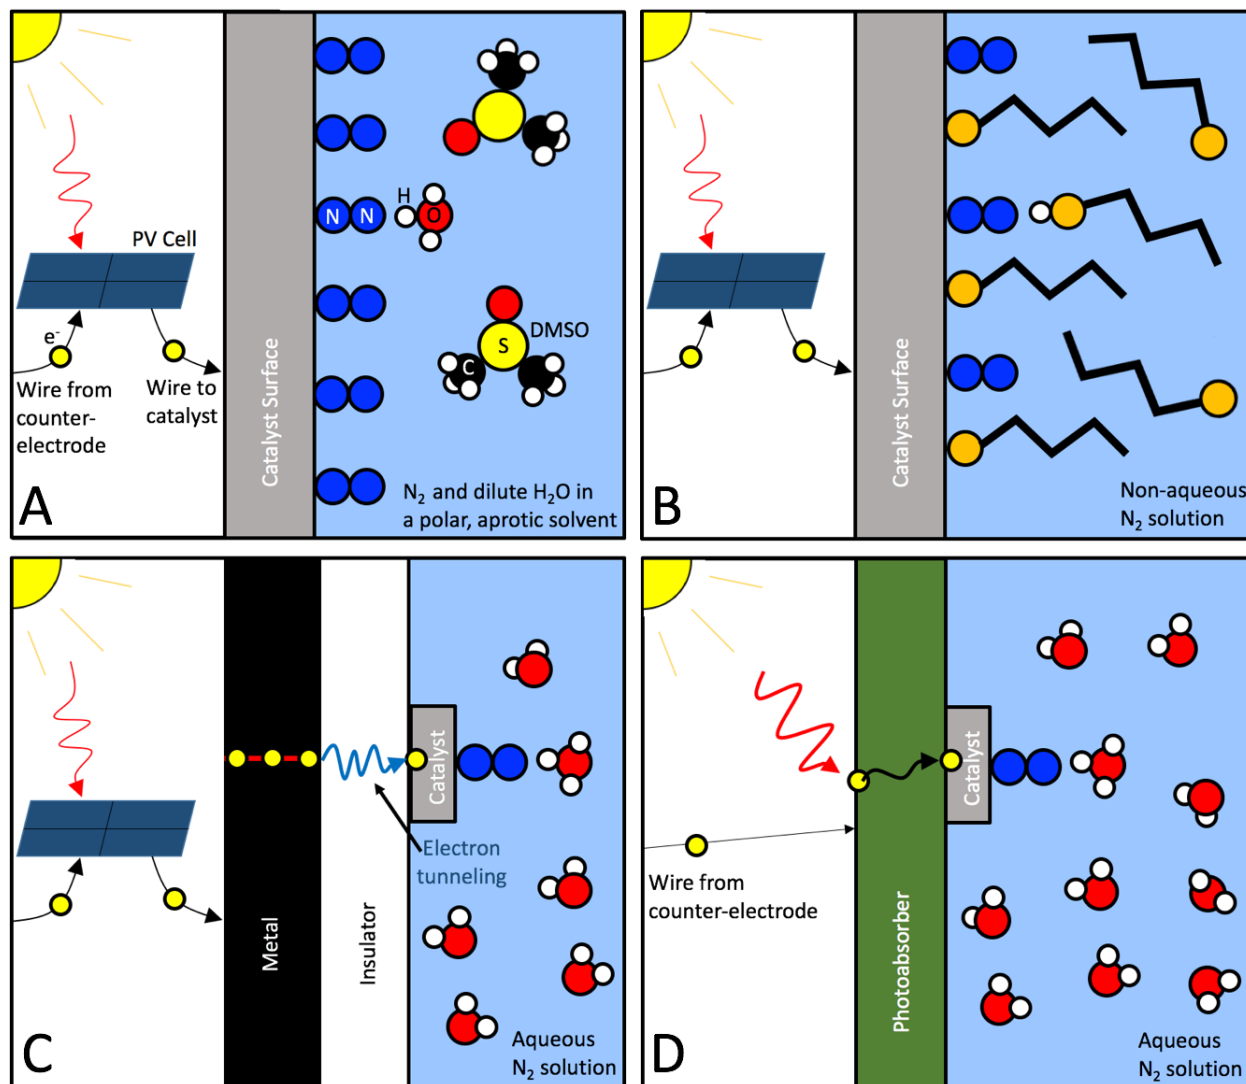 PV Cell
e-
Wire from
counter-
electrode
Wire to
catalyst
Catalyst Surface
N N
H
O
S
DMSO
C
N₂ and dilute H₂O in
a polar, aprotic solvent
A
Catalyst Surface
Non-aqueous
N₂ solution
B
Metal
Insulator
Catalyst
Electron
tunneling
Aqueous
N₂ solution
C
Wire from
counter-electrode
Photoabsorber
Catalyst
Aqueous
N₂ solution
D